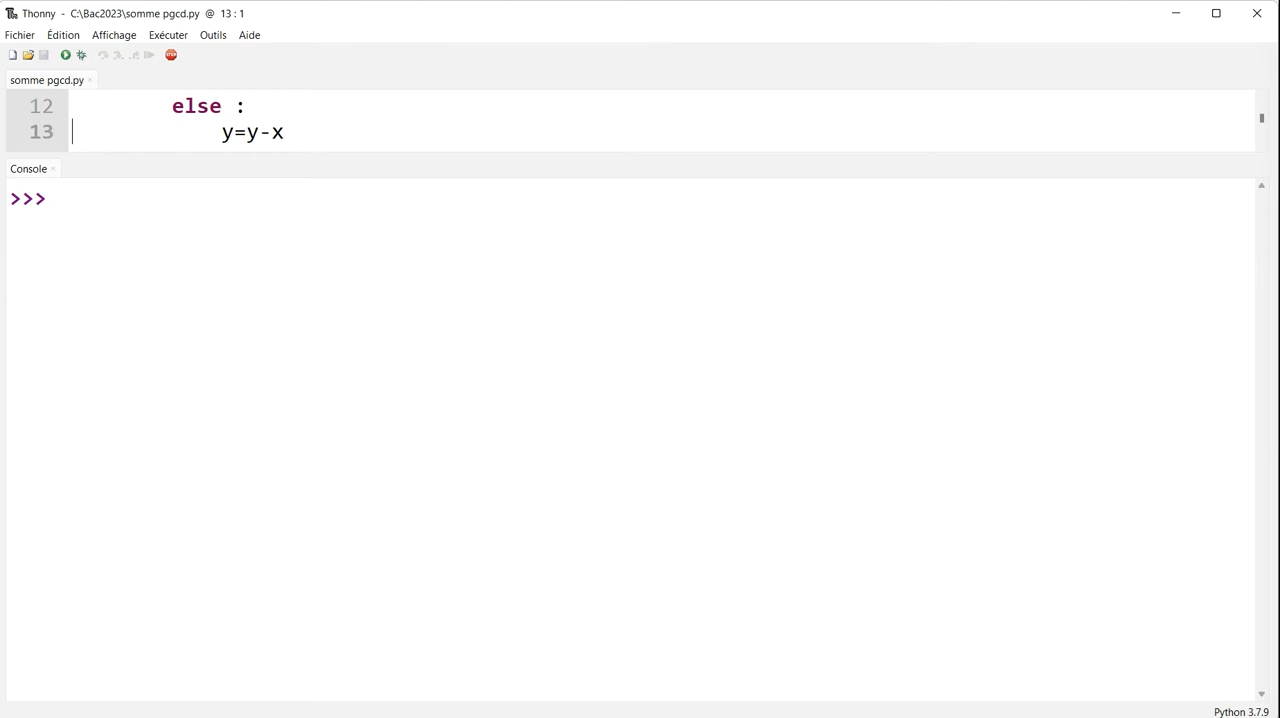 Thonny - C:\Bac2023\somme pgcd.py @ 13 : 1
Fichier Édition Affichage Exécuter Outils Aide
STOP
somme pgcd.py ×
12 else :
13 y=y-x
Console ×
>>>
Python 3.7.9